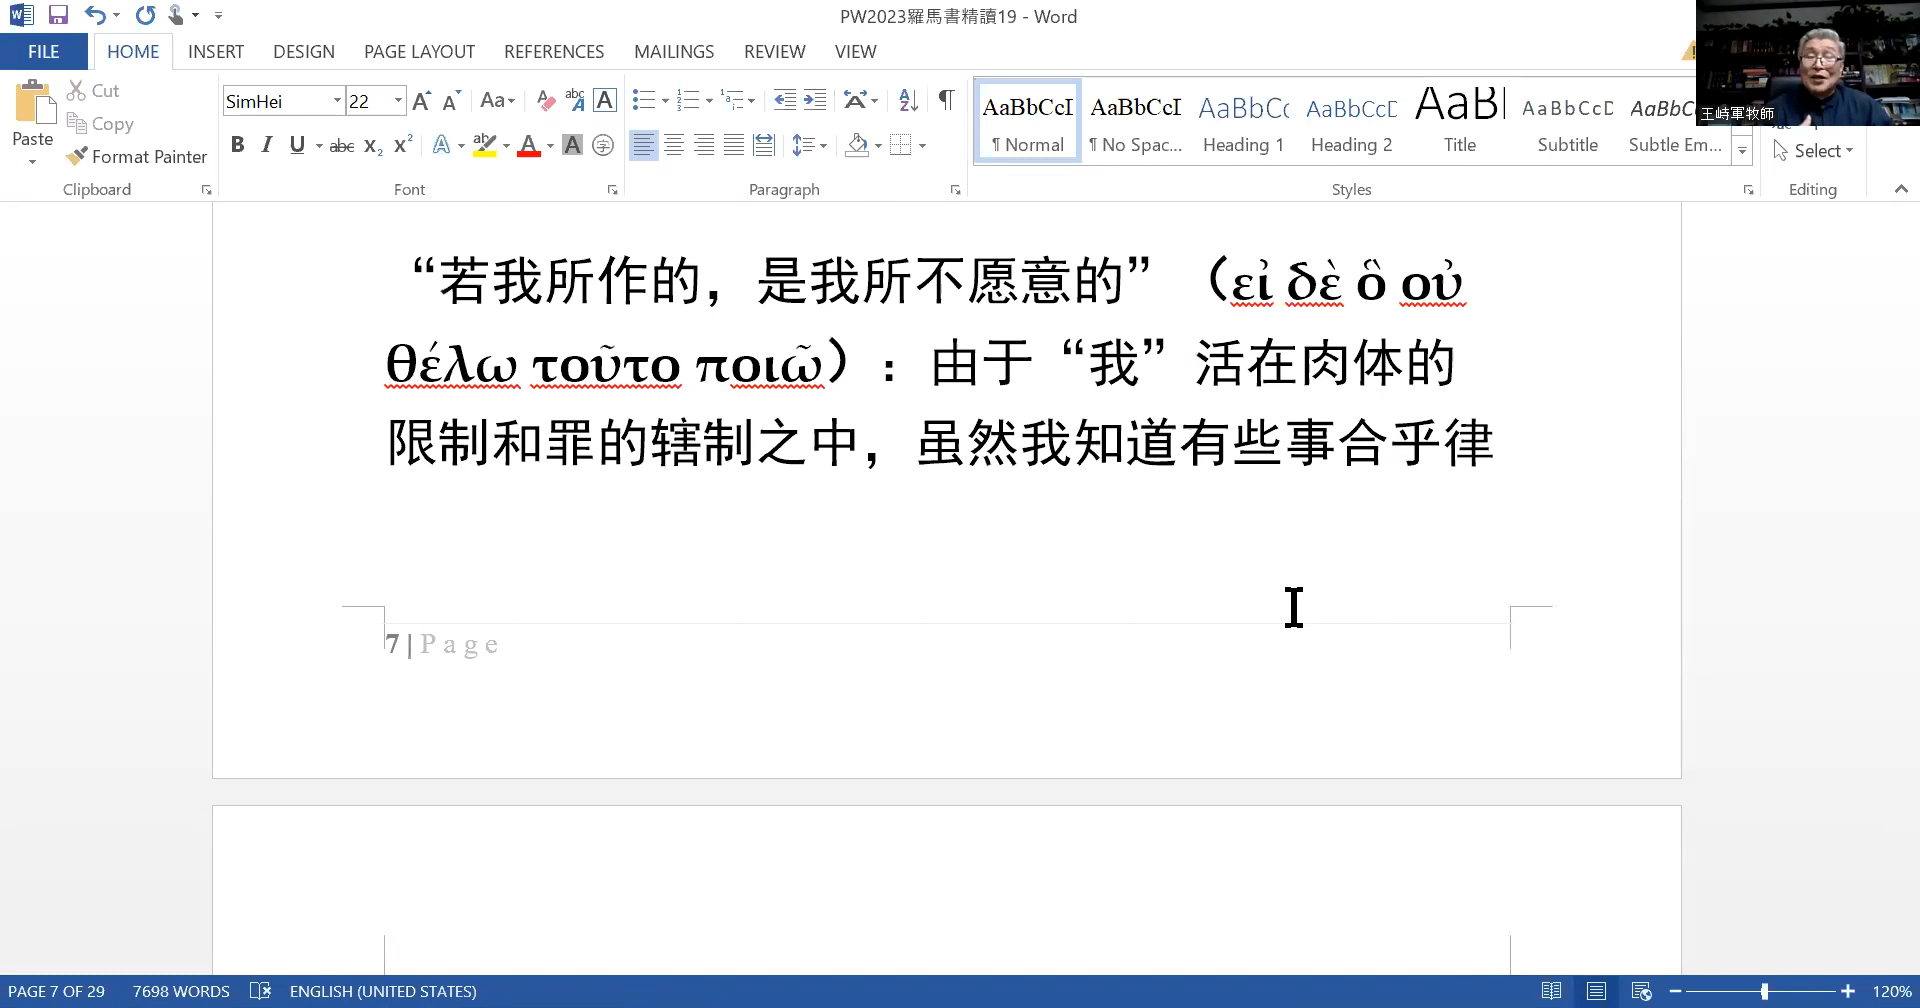 PW2023羅馬書精讀19 - Word
FILE HOME INSERT DESIGN PAGE LAYOUT REFERENCES MAILINGS REVIEW VIEW
Paste
Cut
Copy
Format Painter
Clipboard
SimHei 22
Font
Paragraph
AaBbCcI AaBbCcI AaBbCc AaBbCcD AaBl AaBbCcD AaBbC
¶ Normal ¶ No Spac... Heading 1 Heading 2 Title Subtitle Subtle Em...
Styles
Select
Editing
王峙軍牧師
“若我所作的，是我所不愿意的”（εἰ δὲ ὃ οὐ
θέλω τοῦτο ποιῶ）：由于“我”活在肉体的
限制和罪的辖制之中，虽然我知道有些事合乎律
7 | Page
PAGE 7 OF 29 7698 WORDS ENGLISH (UNITED STATES) 120%